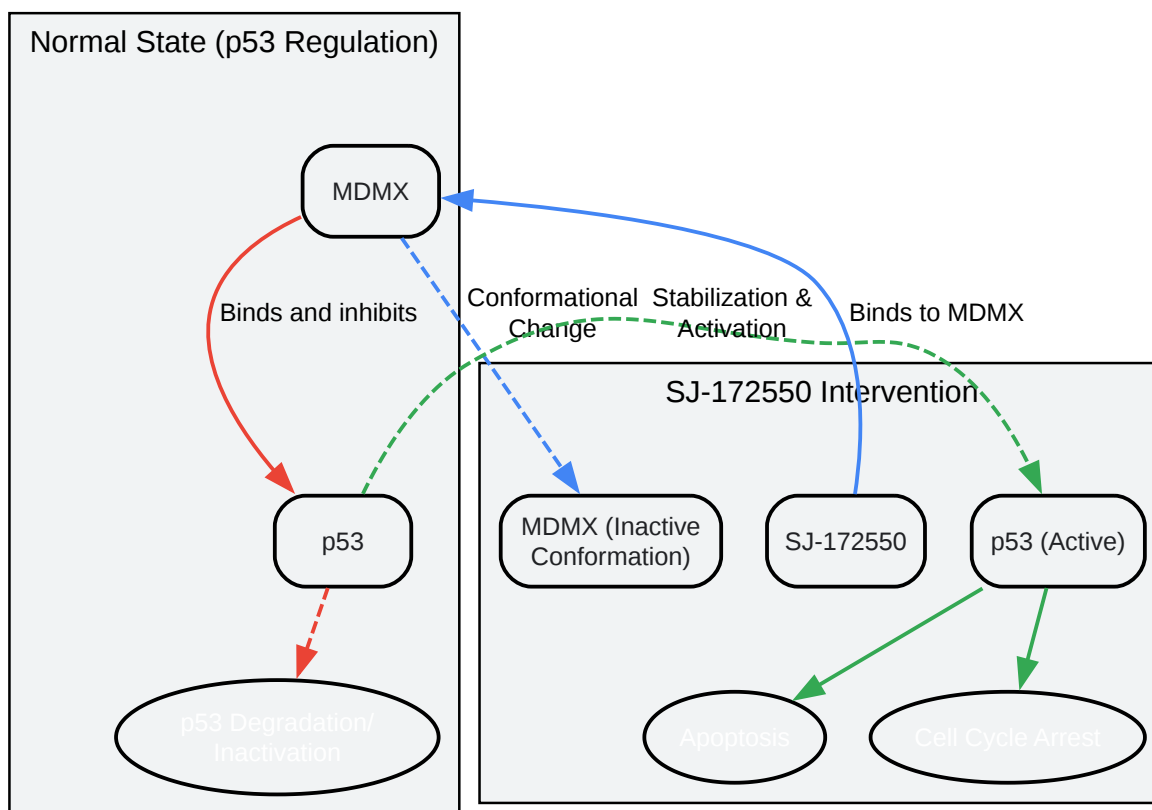 Normal State (p53 Regulation)
MDMX
Binds and inhibits
Conformational
Change
Stabilization &
Activation
Binds to MDMX
SJ-172550 Intervention
p53
MDMX (Inactive
Conformation)
SJ-172550
p53 (Active)
p53 Degradation/
Inactivation
Apoptosis
Cell Cycle Arrest